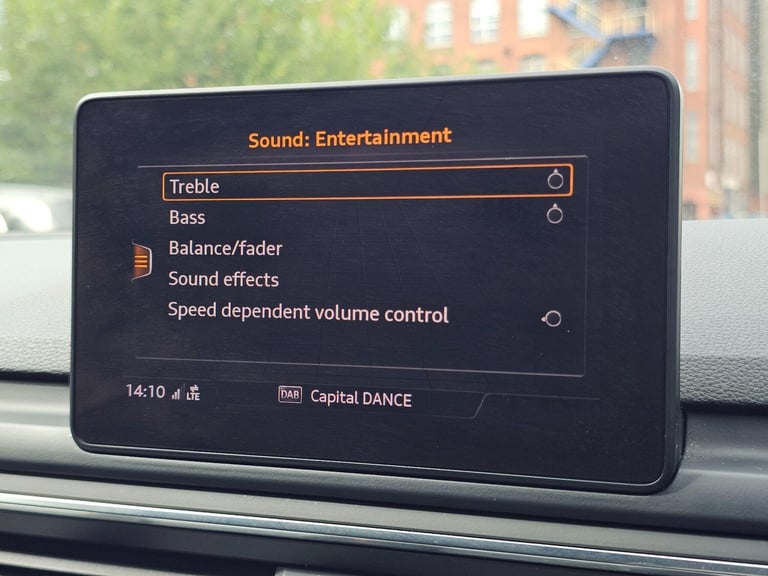 Sound: Entertainment
Treble
Bass
Balance/fader
Sound effects
Speed dependent volume control
14:10 LTE DAB Capital DANCE